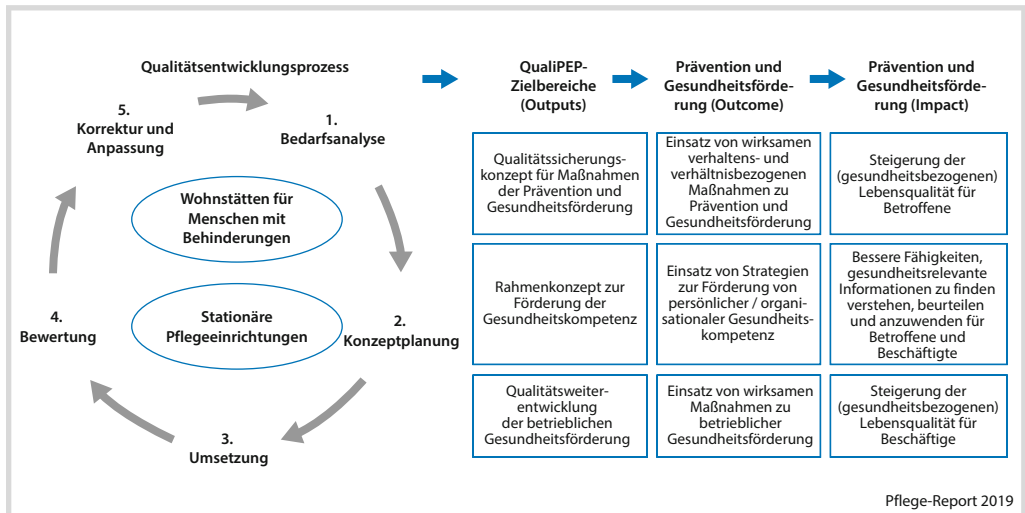 Qualitätsentwicklungsprozess
5.
Korrektur und
Anpassung
1.
Bedarfsanalyse
Wohnstätten für
Menschen mit
Behinderungen
Stationäre
Pflegeeinrichtungen
2.
Konzeptplanung
3.
Umsetzung
4.
Bewertung
QualiPEP-
Zielbereiche
(Outputs)
Qualitätssicherungs-
konzept für Maßnahmen
der Prävention und
Gesundheitsförderung
Rahmenkonzept zur
Förderung der
Gesundheitskompetenz
Qualitätsweiter-
entwicklung
der betrieblichen
Gesundheitsförderung
Prävention und
Gesundheitsförde-
rung (Outcome)
Einsatz von wirksamen
verhaltens- und
verhältnisbezogenen
Maßnahmen zu
Prävention und
Gesundheitsförderung
Einsatz von Strategien
zur Förderung von
persönlicher / organi-
sationaler Gesundheits-
kompetenz
Einsatz von wirksamen
Maßnahmen zu
betrieblicher
Gesundheitsförderung
Prävention und
Gesundheitsförde-
rung (Impact)
Steigerung der
(gesundheitsbezogenen)
Lebensqualität für
Betroffene
Bessere Fähigkeiten,
gesundheitsrelevante
Informationen zu finden
verstehen, beurteilen
und anzuwenden für
Betroffene und
Beschäftigte
Steigerung der
(gesundheitsbezogenen)
Lebensqualität für
Beschäftige
Pflege-Report 2019